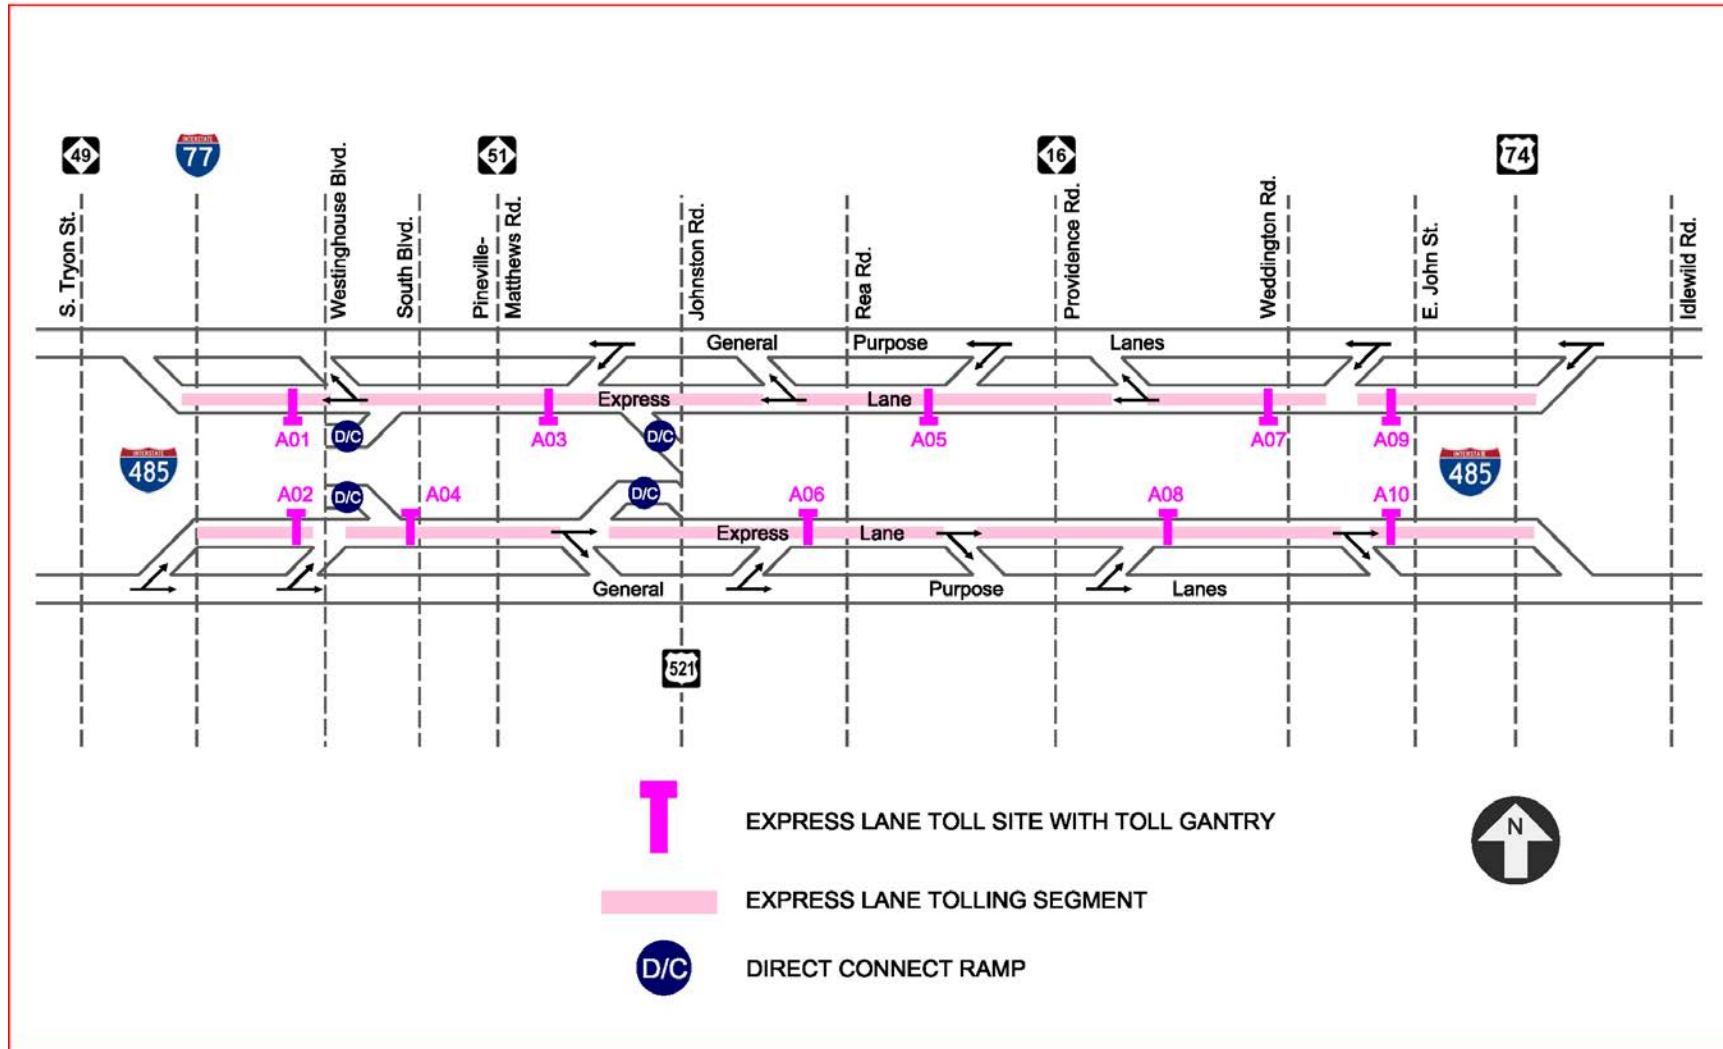 49
INTERSTATE
77
51
16
74
S. Tryon St.
Westinghouse Blvd.
South Blvd.
Pineville-
Matthews Rd.
Johnston Rd.
Rea Rd.
Providence Rd.
Weddington Rd.
E. John St.
Idlewild Rd.
General Purpose Lanes
Express Lane
A01
D/C
A03
D/C
A05
A07
A09
INTERSTATE
485
INTERSTATE
485
A02
D/C
A04
D/C
A06
A08
A10
Express Lane
General Purpose Lanes
521
EXPRESS LANE TOLL SITE WITH TOLL GANTRY
N
EXPRESS LANE TOLLING SEGMENT
D/C
DIRECT CONNECT RAMP